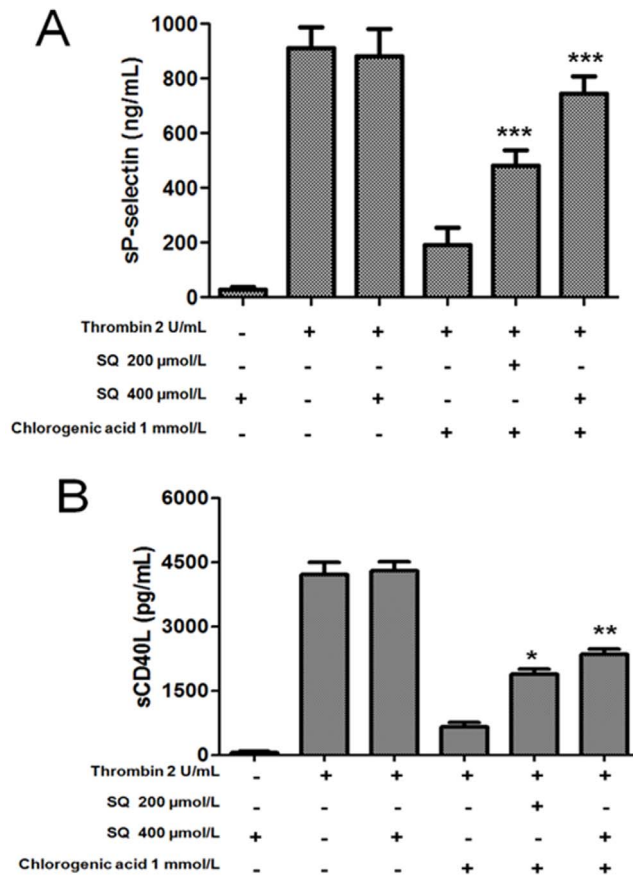 A
sP-selectin (ng/mL)
1000
800
600
400
200
0
*** ***
Thrombin 2 U/mL - + + + + +
SQ 200 µmol/L - - - - + -
SQ 400 µmol/L + - + - - +
Chlorogenic acid 1 mmol/L - - - + + +
B
sCD40L (pg/mL)
6000
4500
3000
1500
0
* **
Thrombin 2 U/mL - + + + + +
SQ 200 µmol/L - - - - + -
SQ 400 µmol/L + - + - - +
Chlorogenic acid 1 mmol/L - - - + + +